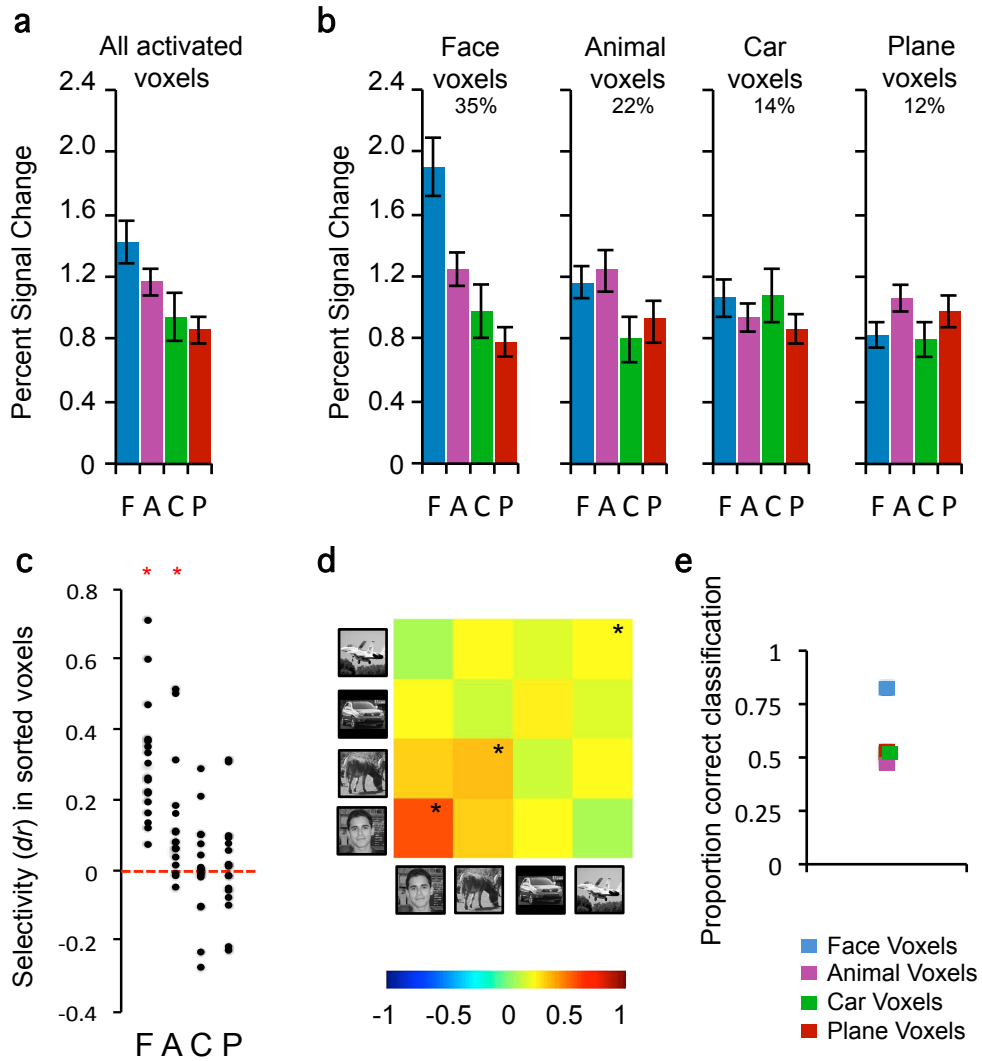 a
All activated
voxels
Percent Signal Change
2.4
2.0
1.6
1.2
0.8
0.4
0
F A C P
b
Face
voxels
35%
Animal
voxels
22%
Car
voxels
14%
Plane
voxels
12%
Percent Signal Change
2.4
2.0
1.6
1.2
0.8
0.4
0
F A C P
F A C P
F A C P
F A C P
c
* *
Selectivity (dr) in sorted voxels
0.8
0.6
0.4
0.2
0
-0.2
-0.4
F A C P
d
*
*
*
-1 -0.5 0 0.5 1
e
Proportion correct classification
1
0.75
0.5
0.25
0
Face Voxels
Animal Voxels
Car Voxels
Plane Voxels